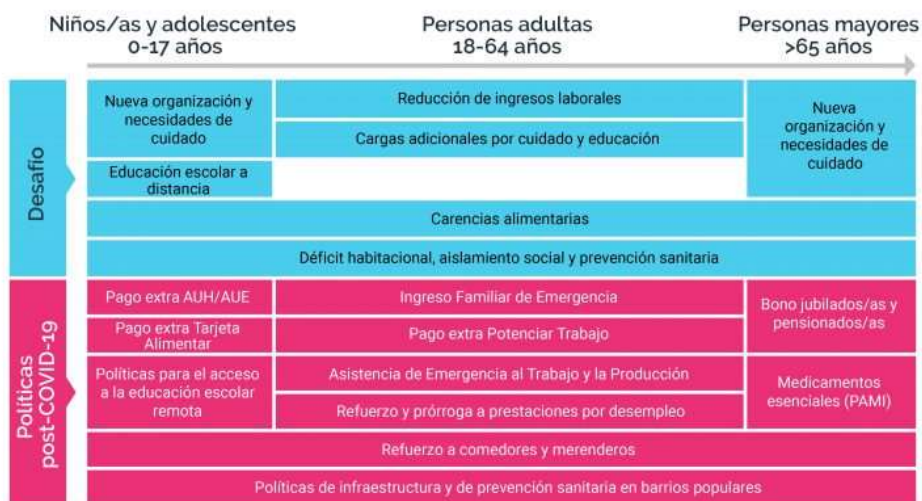 Niños/as y adolescentes
0-17 años
Personas adultas
18-64 años
Personas mayores
>65 años
Desafío
Nueva organización y
necesidades de
cuidado
Reducción de ingresos laborales
Cargas adicionales por cuidado y educación
Nueva
organización y
necesidades de
cuidado
Educación escolar a
distancia
Carencias alimentarias
Déficit habitacional, aislamiento social y prevención sanitaria
Políticas
post-COVID-19
Pago extra AUH/AUE
Ingreso Familiar de Emergencia
Bono jubilados/as y
pensionados/as
Pago extra Tarjeta
Alimentar
Pago extra Potenciar Trabajo
Políticas para el acceso
a la educación escolar
remota
Asistencia de Emergencia al Trabajo y la Producción
Refuerzo y prórroga a prestaciones por desempleo
Medicamentos
esenciales (PAMI)
Refuerzo a comedores y merenderos
Políticas de infraestructura y de prevención sanitaria en barrios populares